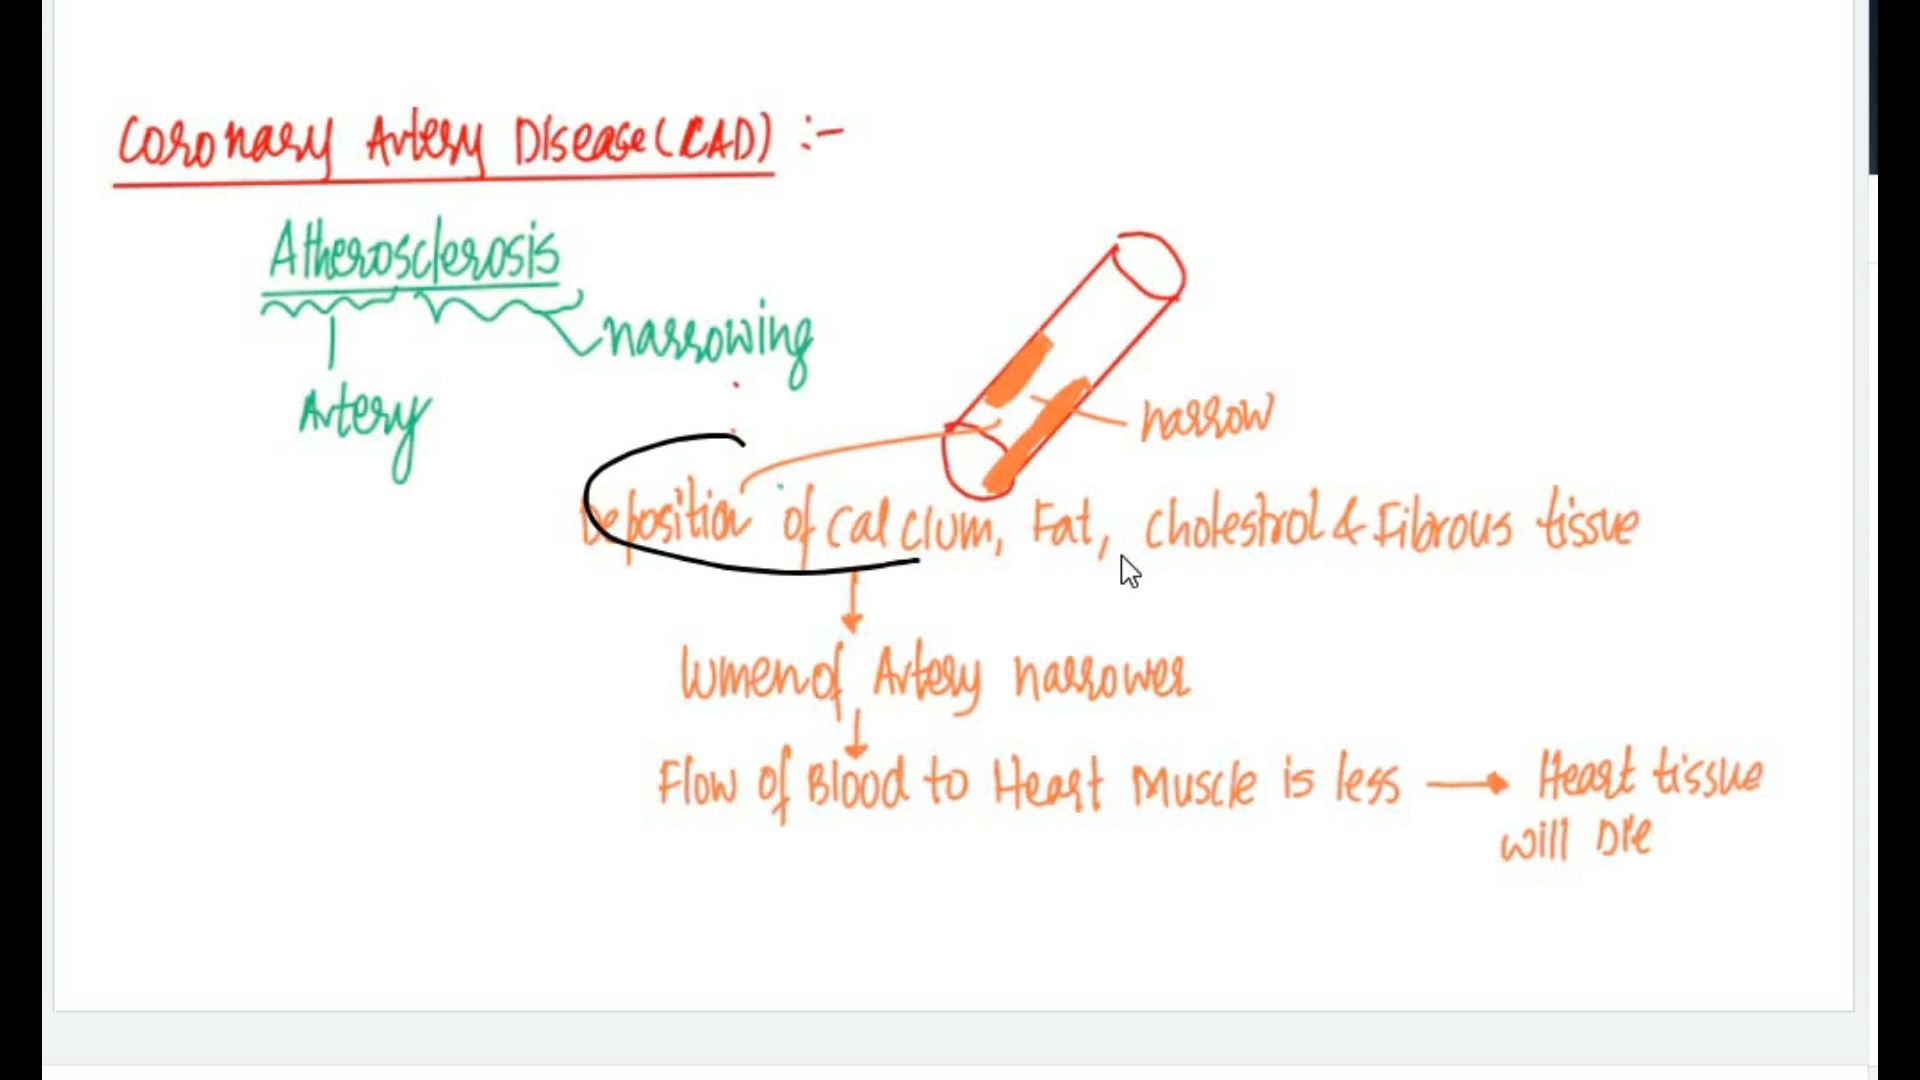 Coronary Artery Disease (CAD) :-
Atherosclerosis
narrowing
Artery
narrow
Deposition of calcium, Fat, cholestrol & Fibrous tissue
lumen of Artery narrower
Flow of Blood to Heart Muscle is less → Heart tissue
will Die